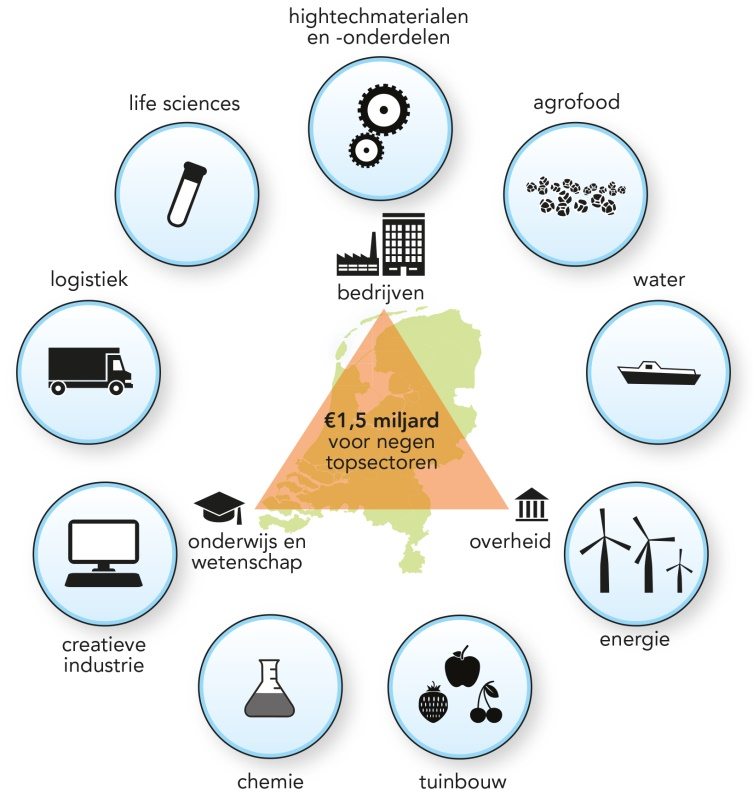 hightechmaterialen
en -onderdelen
life sciences
agrofood
logistiek
bedrijven
water
€1,5 miljard
voor negen
topsectoren
onderwijs en
wetenschap
overheid
creatieve
industrie
energie
chemie
tuinbouw